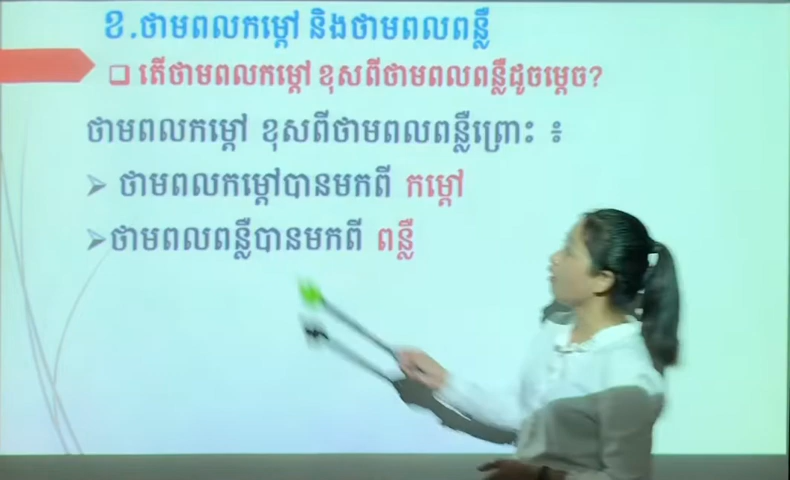 ខ.ថាមពលកម្ដៅ និងថាមពលពន្លឺ
❑ តើថាមពលកម្ដៅ ខុសពីថាមពលពន្លឺដូចម្ដេច?
ថាមពលកម្ដៅ ខុសពីថាមពលពន្លឺព្រោះ ៖
➢ ថាមពលកម្ដៅបានមកពី កម្ដៅ
➢ថាមពលពន្លឺបានមកពី ពន្លឺ